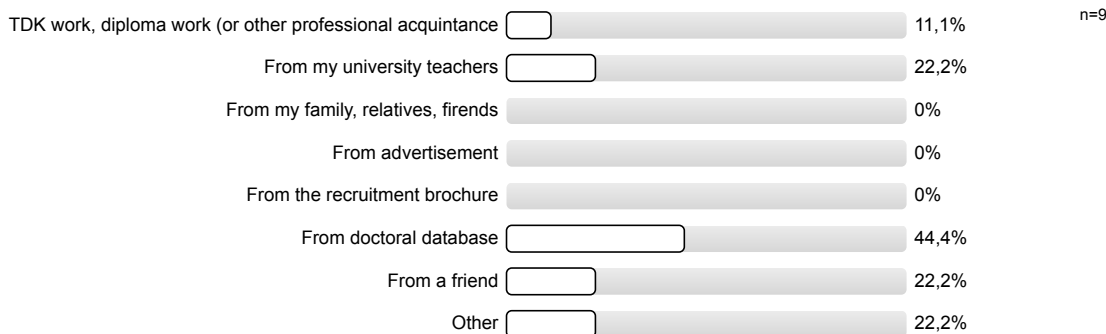 TDK work, diploma work (or other professional acquintance 11,1% n=9
From my university teachers 22,2%
From my family, relatives, firends 0%
From advertisement 0%
From the recruitment brochure 0%
From doctoral database 44,4%
From a friend 22,2%
Other 22,2%